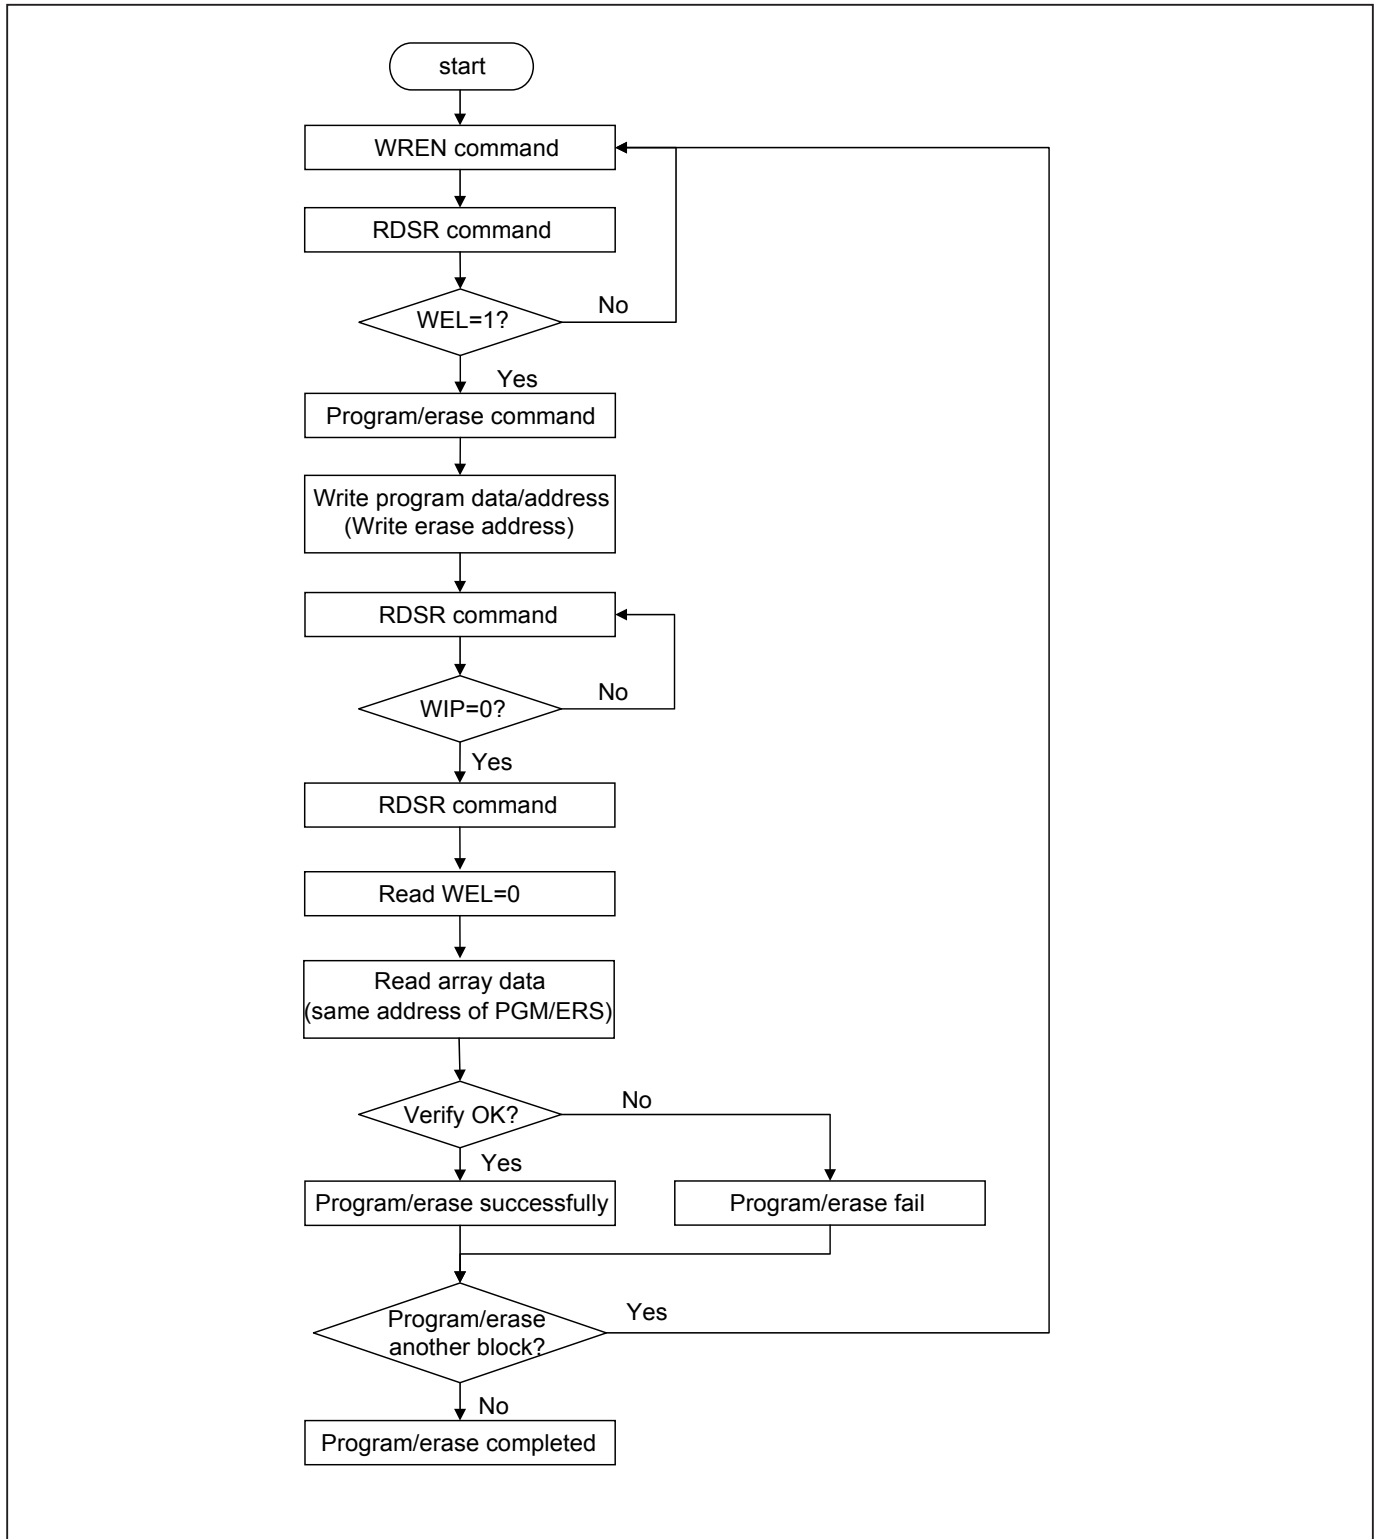 start
WREN command
RDSR command
WEL=1?
No
Yes
Program/erase command
Write program data/address
(Write erase address)
RDSR command
WIP=0?
No
Yes
RDSR command
Read WEL=0
Read array data
(same address of PGM/ERS)
Verify OK?
No
Yes
Program/erase successfully
Program/erase fail
Program/erase
another block?
Yes
No
Program/erase completed